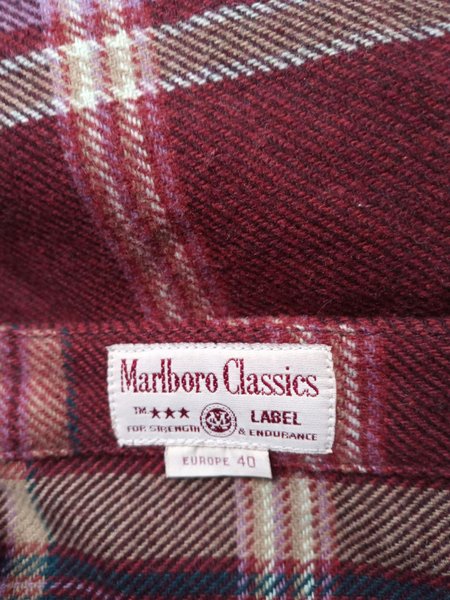 Marlboro Classics
TM ★★★ M LABEL
FOR STRENGTH & ENDURANCE
EUROPE 40